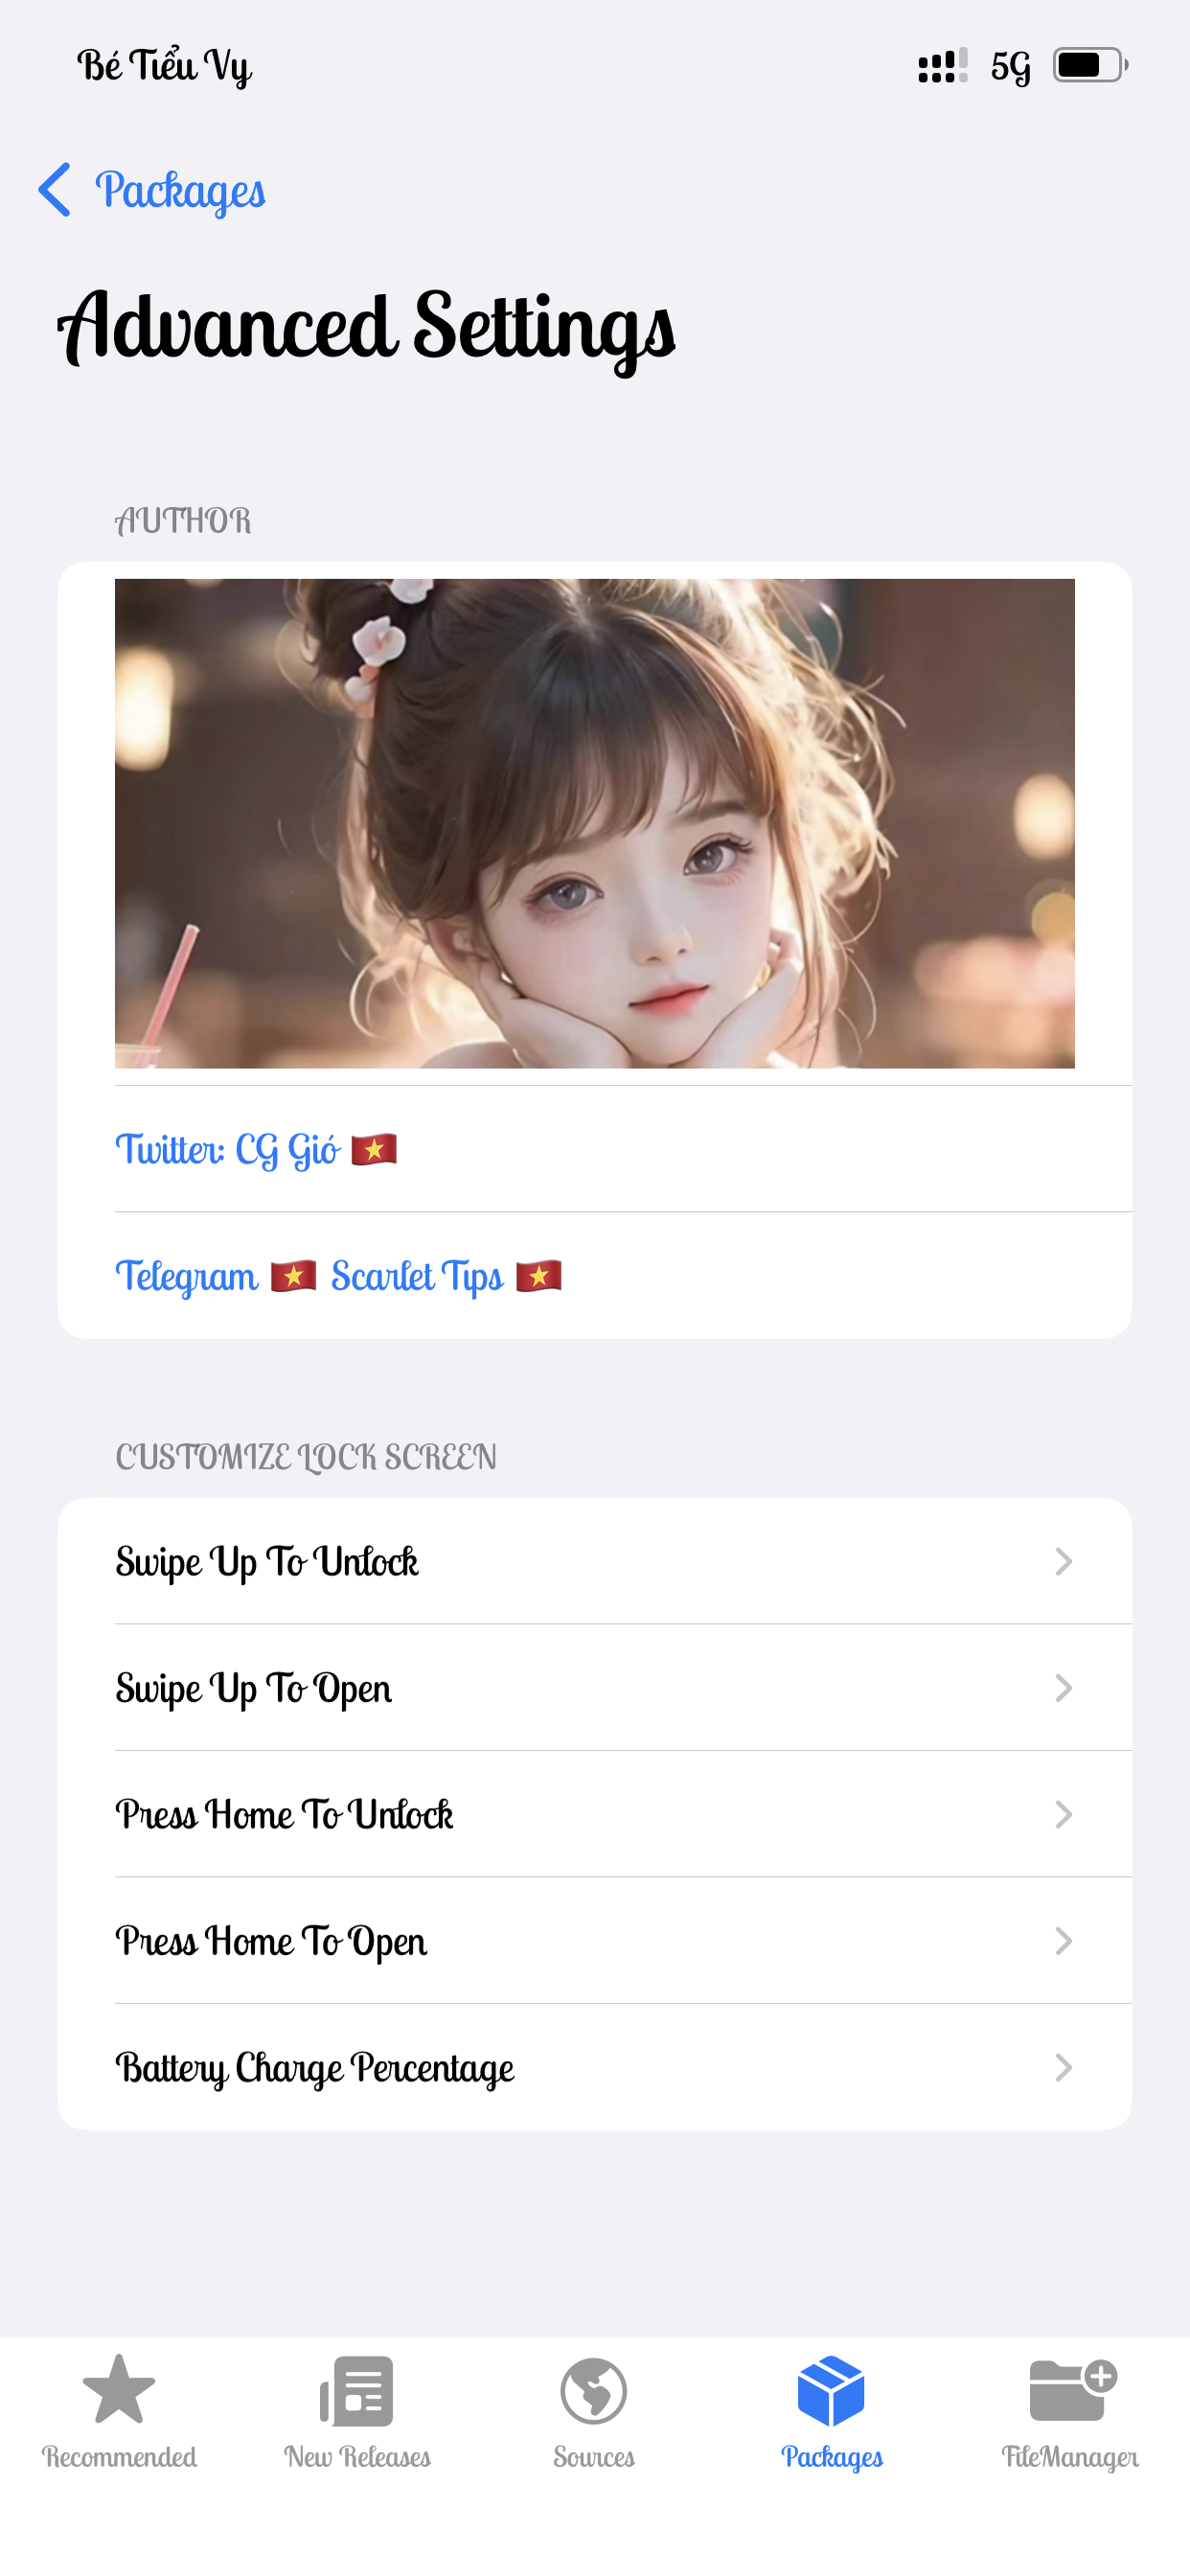 Bé Tiểu Vy 5G
Packages
Advanced Settings
AUTHOR
Twitter: CG Gió 🇻🇳
Telegram 🇻🇳 Scarlet Tips 🇻🇳
CUSTOMIZE LOCK SCREEN
Swipe Up To Unlock
Swipe Up To Open
Press Home To Unlock
Press Home To Open
Battery Charge Percentage
Recommended New Releases Sources Packages FileManager